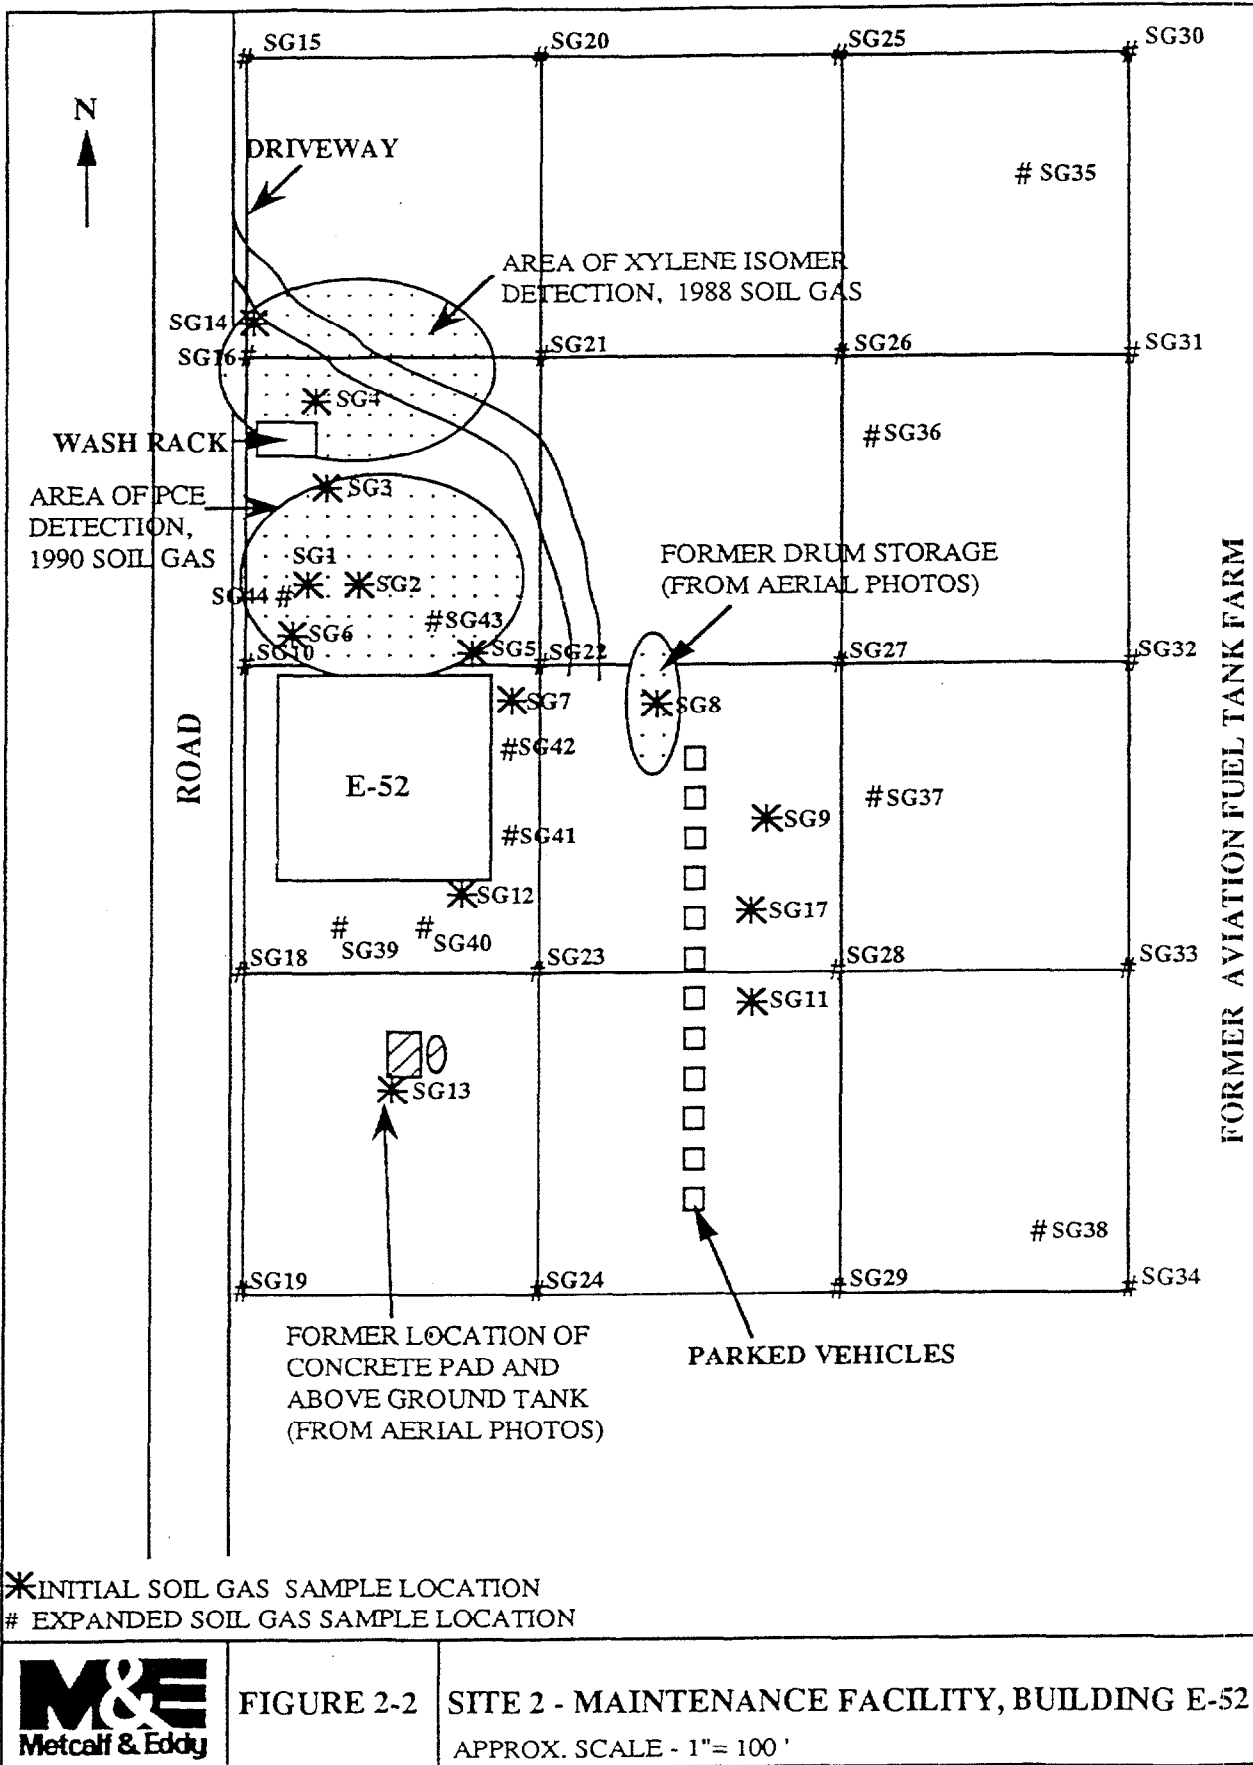 SG15
SG20
SG25
SG30
N
DRIVEWAY
# SG35
AREA OF XYLENE ISOMER
DETECTION, 1988 SOIL GAS
SG14
SG16
#SG21
SG26
SG31
SG4
WASH RACK
#SG36
AREA OF PCE
DETECTION,
1990 SOIL GAS
SG3
SG1
SG2
SG44 #
#SG43
SG6
SG5
FORMER DRUM STORAGE
(FROM AERIAL PHOTOS)
SG10
SG22
SG27
SG32
SG7
SG8
#SG42
E-52
ROAD
#SG37
SG9
#SG41
SG12
SG17
#
SG39
#
SG40
SG18
SG23
SG28
SG33
SG11
SG13
FORMER AVIATION FUEL TANK FARM
#SG38
SG19
SG24
SG29
SG34
FORMER LOCATION OF
CONCRETE PAD AND
ABOVE GROUND TANK
(FROM AERIAL PHOTOS)
PARKED VEHICLES
INITIAL SOIL GAS SAMPLE LOCATION
# EXPANDED SOIL GAS SAMPLE LOCATION
M&E
Metcalf & Eddy
FIGURE 2-2
SITE 2 - MAINTENANCE FACILITY, BUILDING E-52
APPROX. SCALE - 1"= 100 '